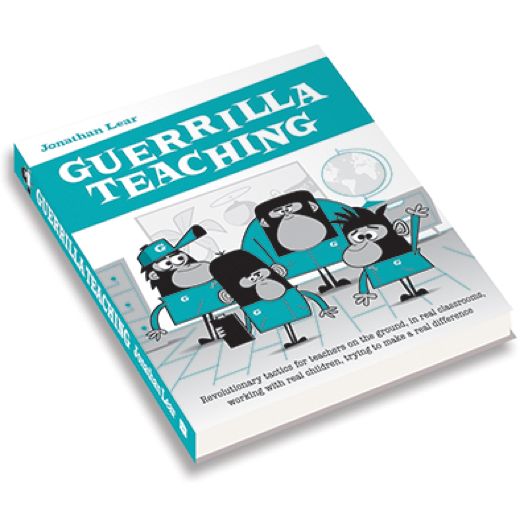 Jonathan Lear
GUERRILLA
TEACHING
G
G
G
G
Revolutionary tactics for teachers on the ground, in real classrooms,
working with real children, trying to make a real difference
GUERRILLA TEACHING Jonathan Lear